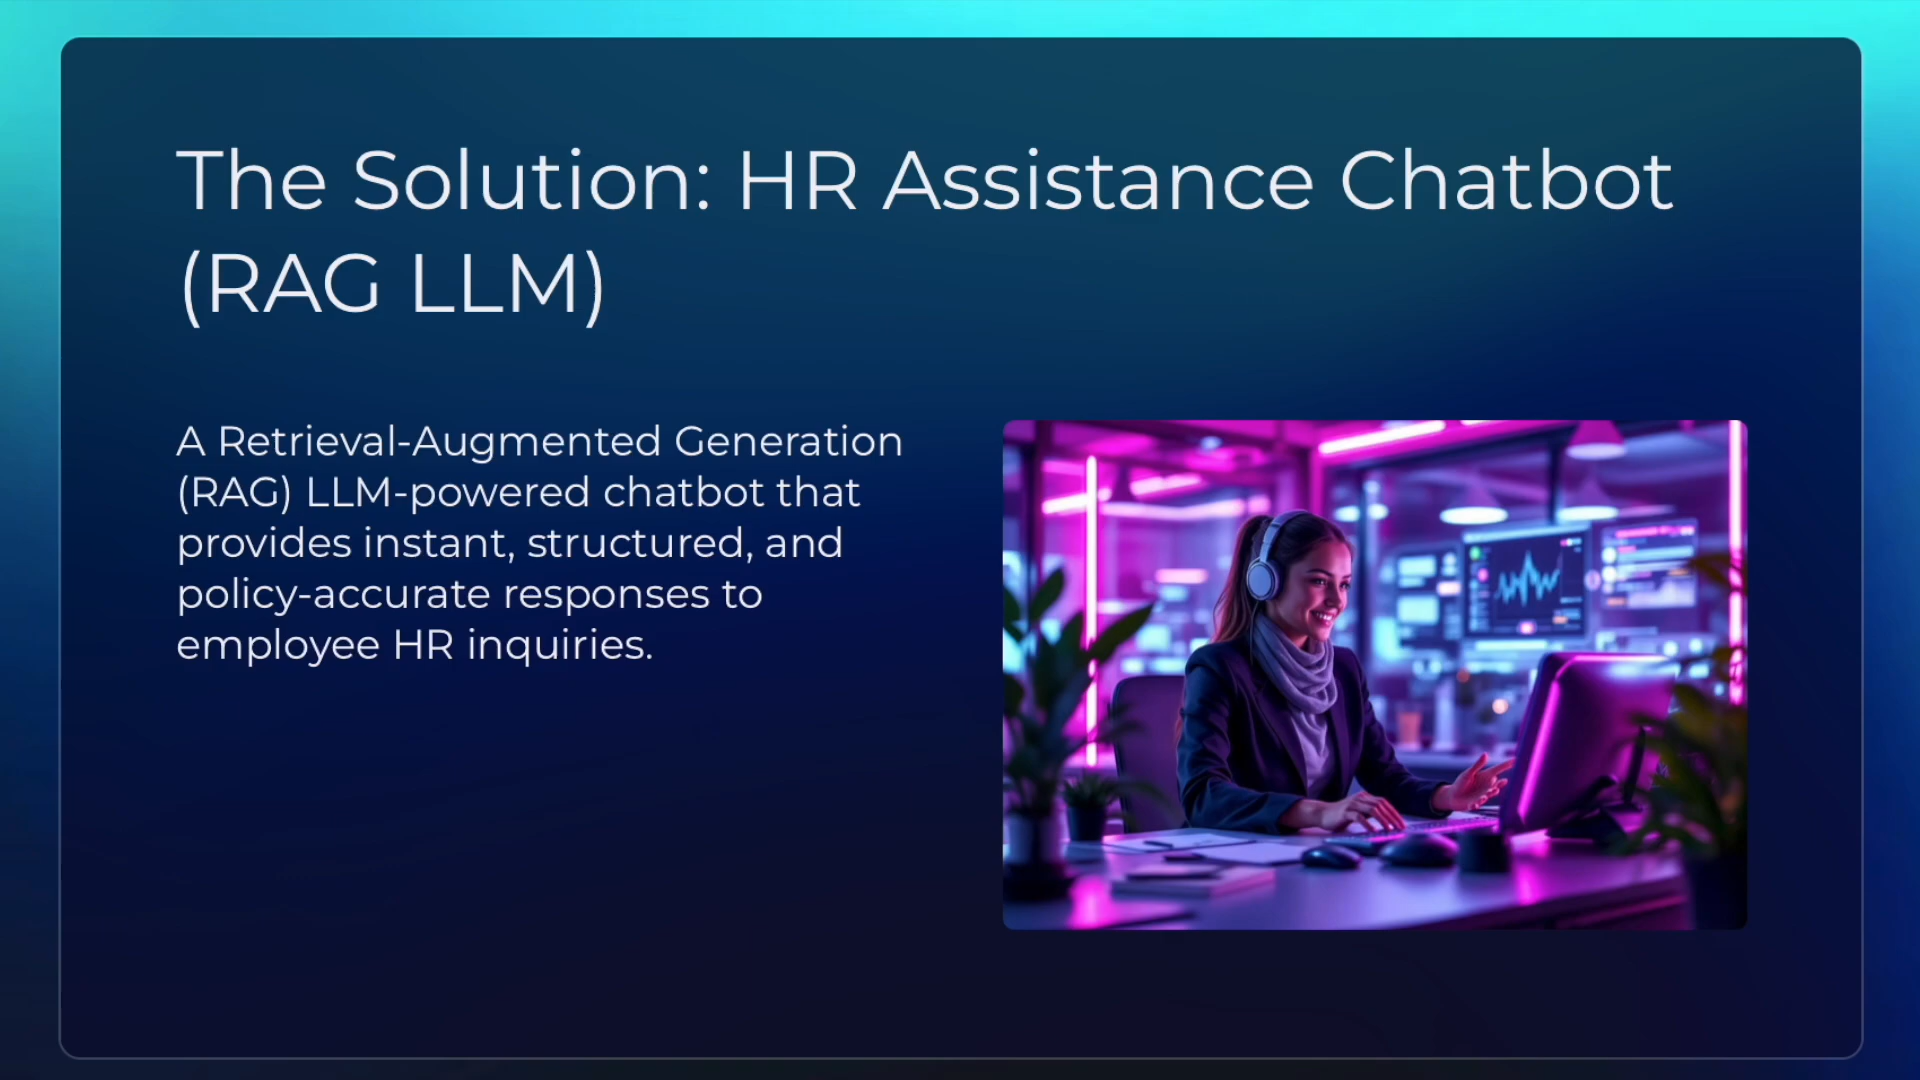 The Solution: HR Assistance Chatbot
(RAG LLM)
A Retrieval-Augmented Generation
(RAG) LLM-powered chatbot that
provides instant, structured, and
policy-accurate responses to
employee HR inquiries.